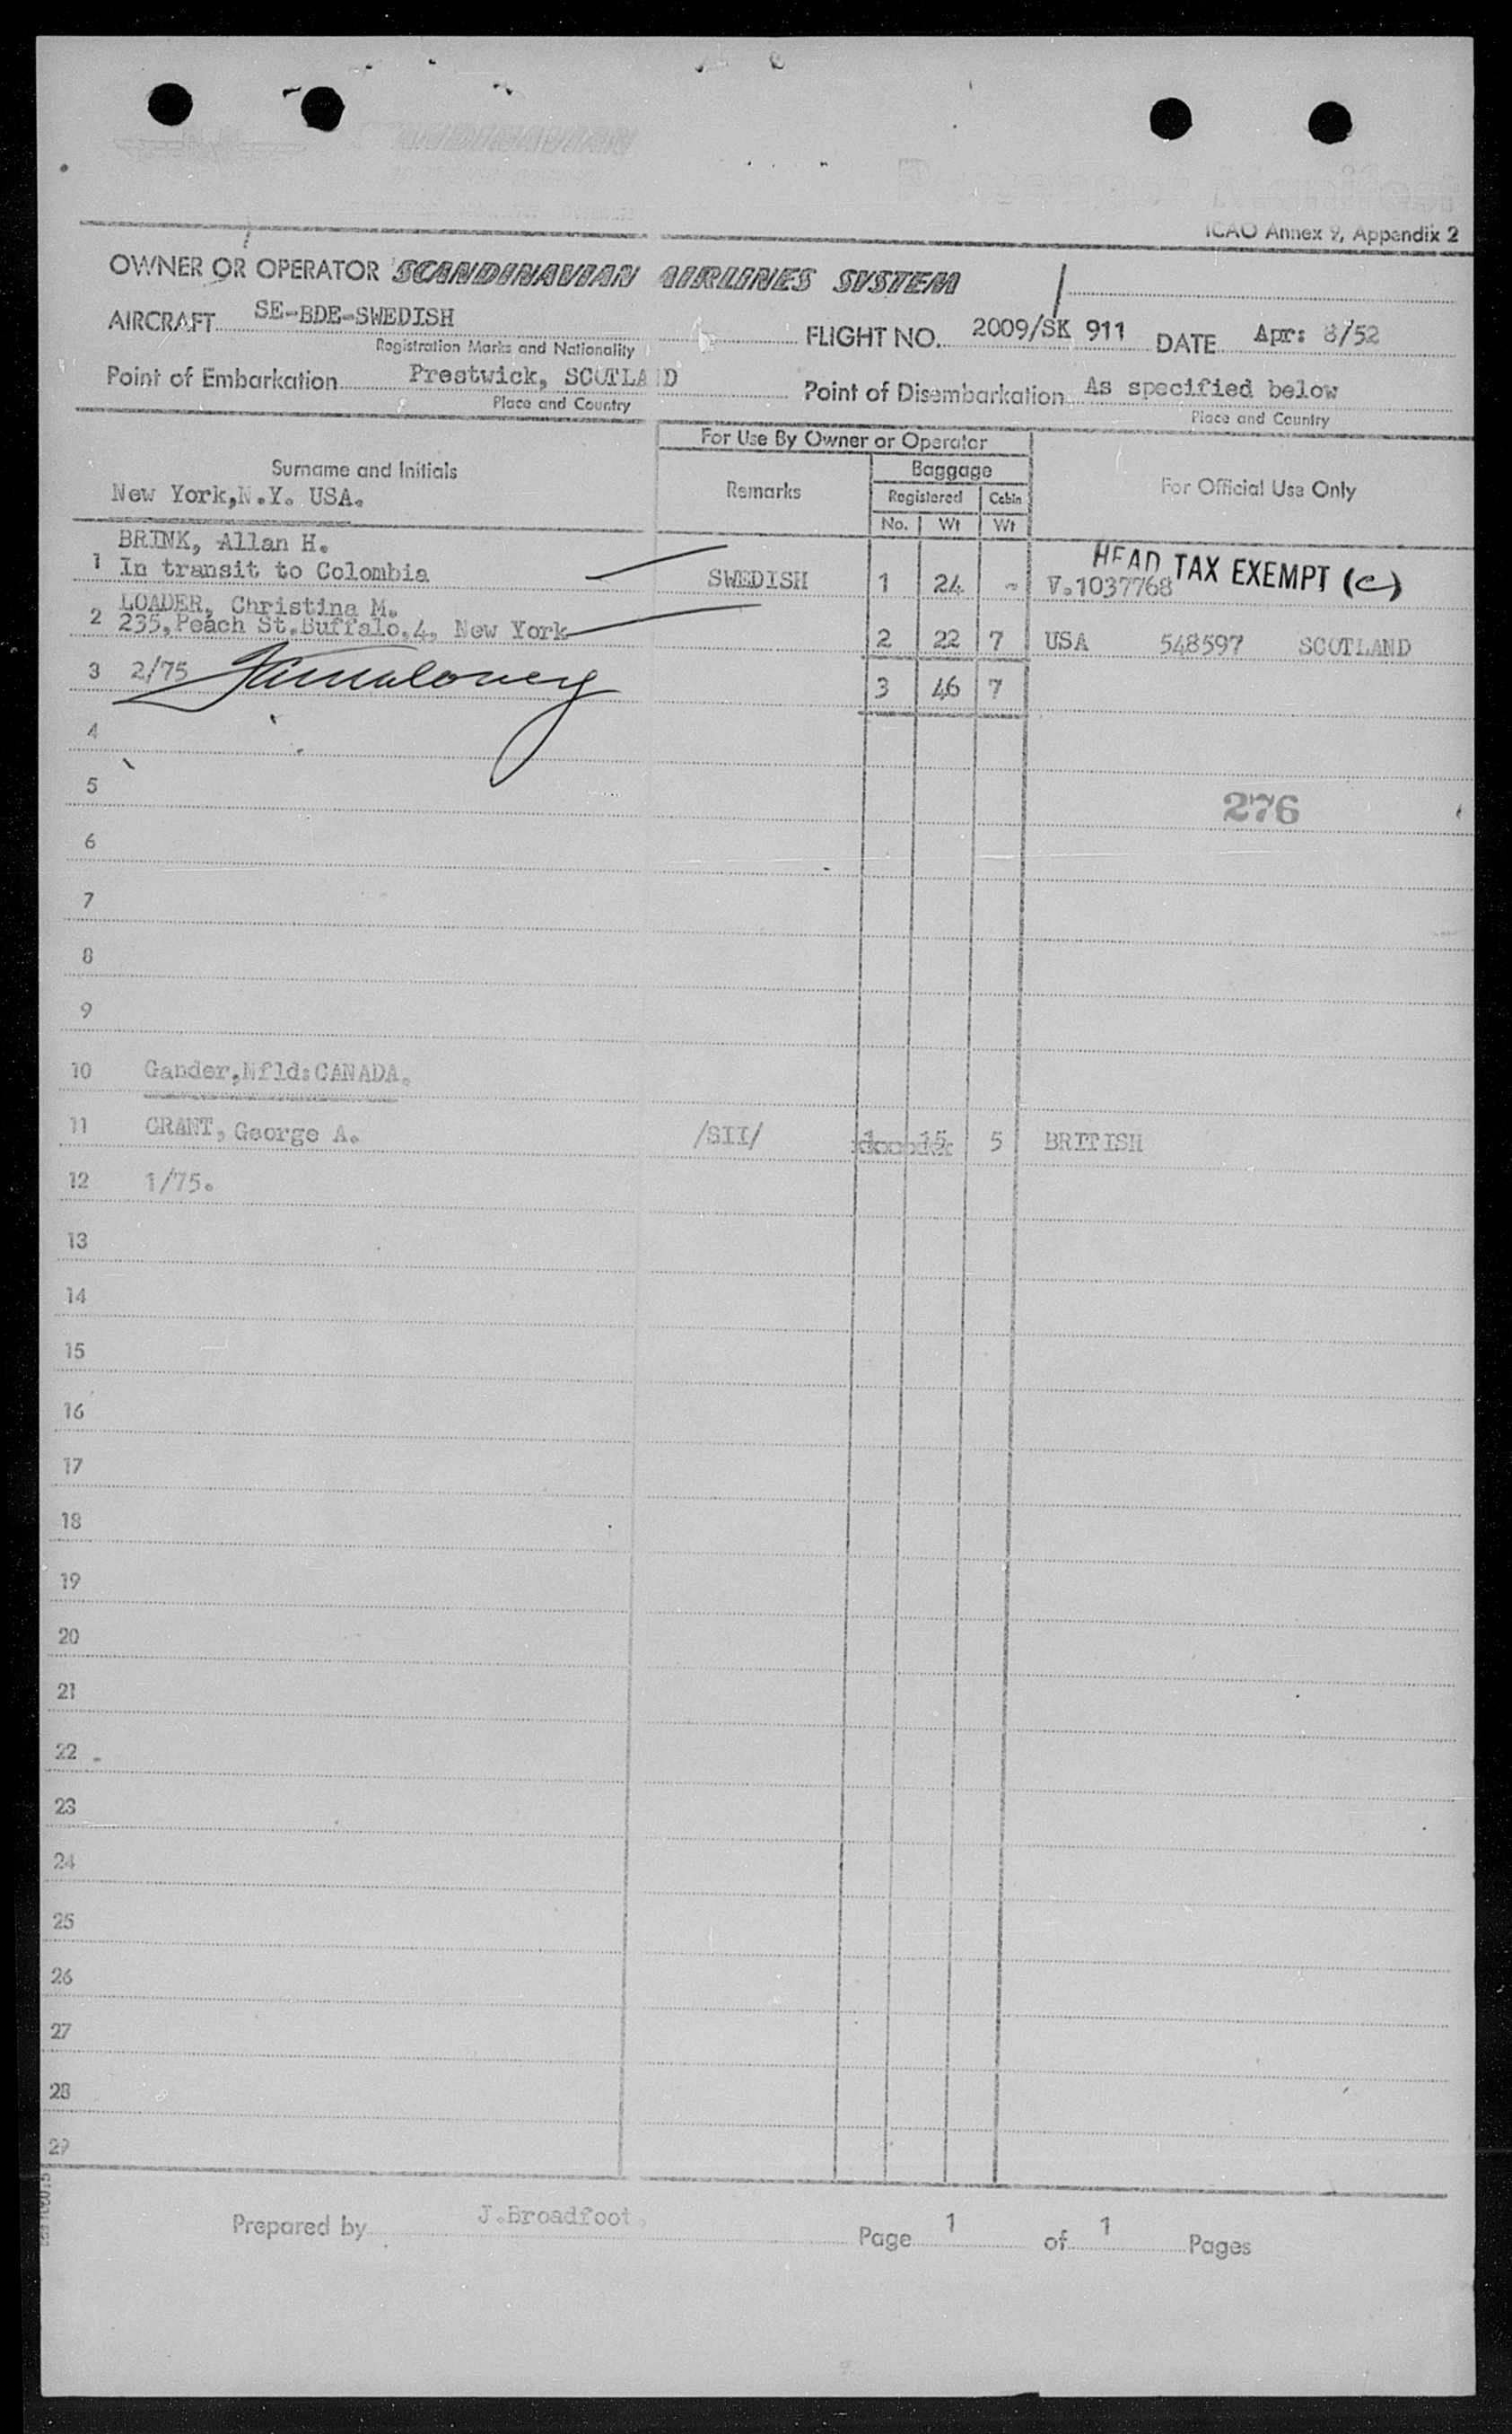 ICAO Annex 9, Appendix 2
OWNER OR OPERATOR SCANDINAVIAN AIRLINES SYSTEM
AIRCRAFT SE-BDE-SWEDISH FLIGHT NO. 2009/SK 911 DATE Apr: 8/52
Registration Marks and Nationality
Point of Embarkation Prestwick, SCOTLAND Point of Disembarkation As specified below
Place and Country Place and Country
For Use By Owner or Operator
Surname and Initials Remarks Baggage For Official Use Only
New York,N.Y. USA. Registered Cabin
No. Wt Wt
BRINK, Allan H. HEAD TAX EXEMPT (c)
1 In transit to Colombia SWEDISH 1 24 - V.1037768
LOADER, Christina M.
2 235,Peach St.Buffalo,4, New York 2 22 7 USA 548597 SCOTLAND
3 2/75 3 46 7
4
5
276
6
7
8
9
10 Gander,Nfld:CANADA.
11 GRANT, George A. /SII/ 1 15 5 BRITISH
12 1/75.
13
14
15
16
17
18
19
20
21
22
23
24
25
26
27
28
29
Prepared by J.Broadfoot. Page 1 of 1 Pages